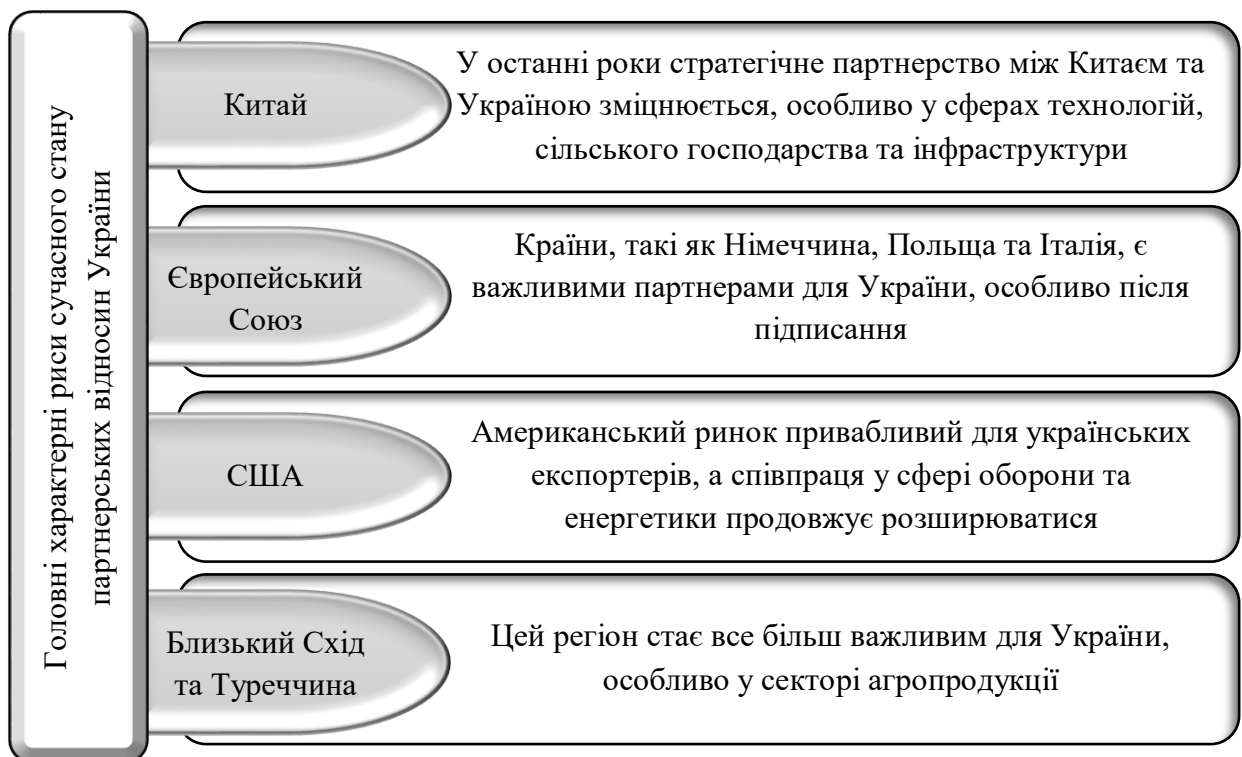 Головні характерні риси сучасного стану
партнерських відносин України
Китай
У останні роки стратегічне партнерство між Китаєм та
Україною зміцнюється, особливо у сферах технологій,
сільського господарства та інфраструктури
Європейський
Союз
Країни, такі як Німеччина, Польща та Італія, є
важливими партнерами для України, особливо після
підписання
США
Американський ринок привабливий для українських
експортерів, а співпраця у сфері оборони та
енергетики продовжує розширюватися
Близький Схід
та Туреччина
Цей регіон стає все більш важливим для України,
особливо у секторі агропродукції